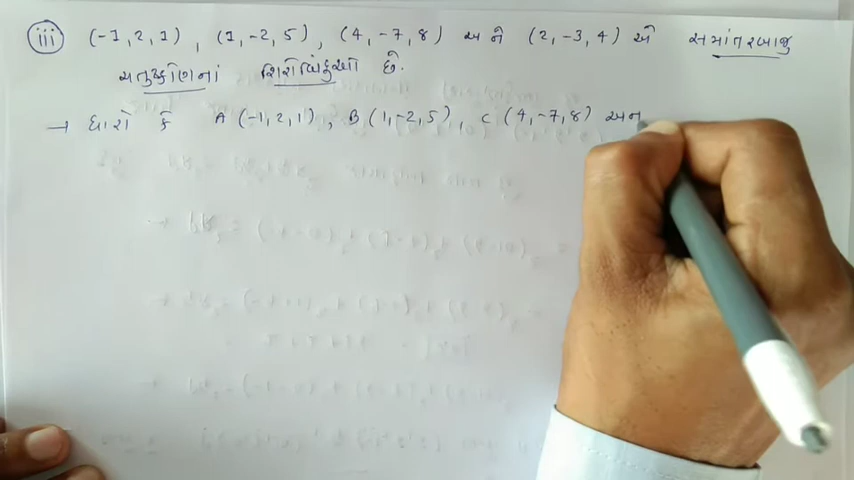 (iii) (-1,2,1), (1,-2,5), (4,-7,8) અને (2,-3,4) એ સમાંતરબાજુ
ચતુષ્કોણનાં શિરોબિંદુઓ છે.
→ ધારો કે A(-1,2,1), B(1,-2,5), C(4,-7,8) અન